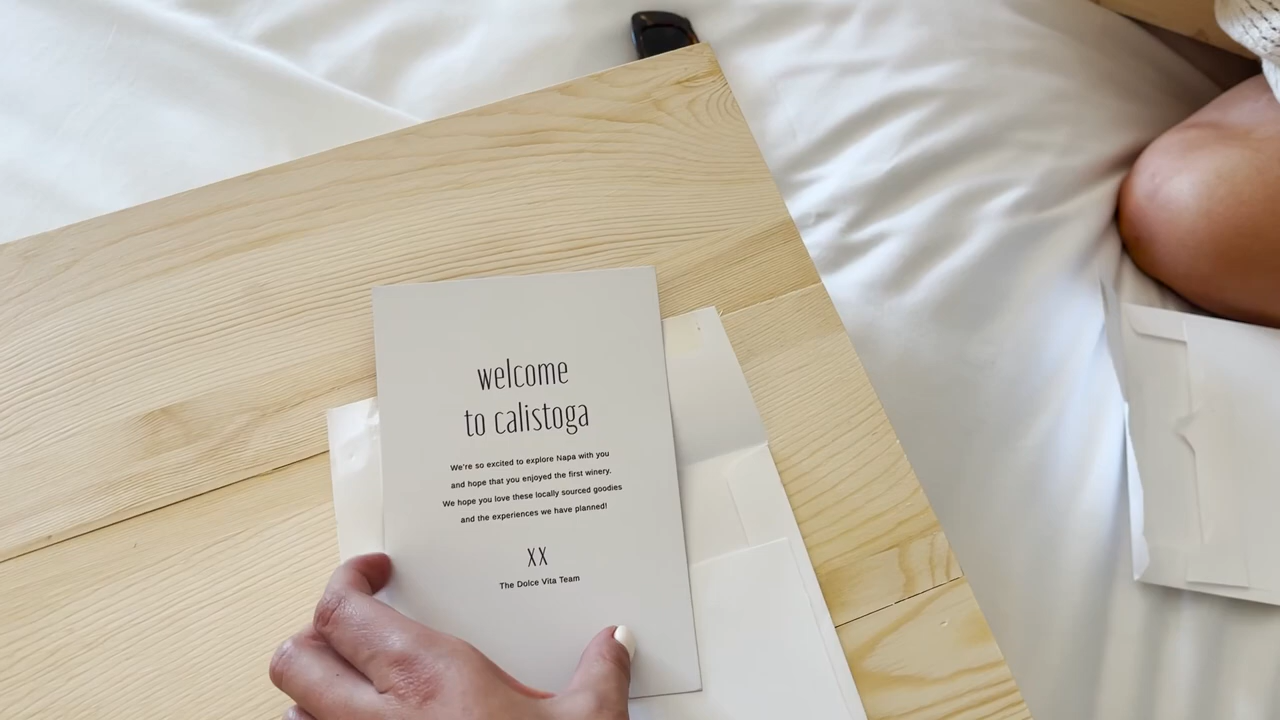 welcome
to calistoga
We're so excited to explore Napa with you
and hope that you enjoyed the first winery.
We hope you love these locally sourced goodies
and the experiences we have planned!
XX
The Dolce Vita Team